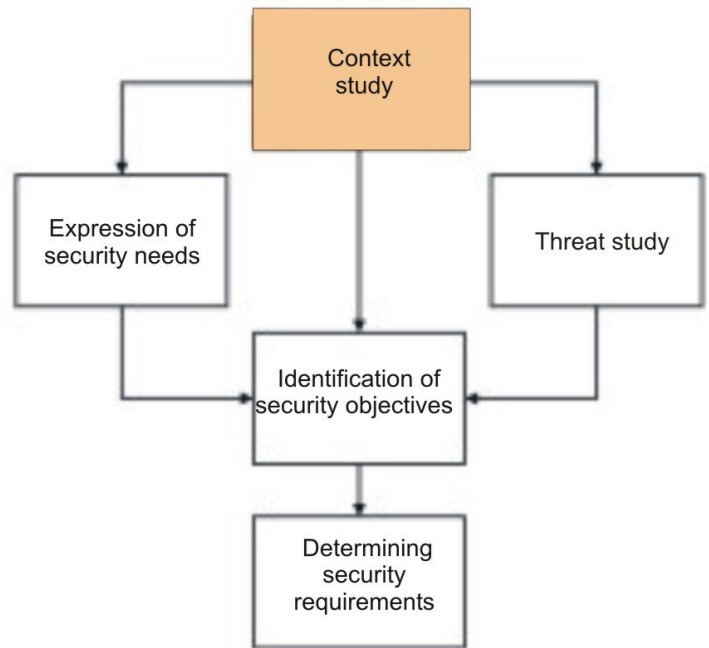 Context
study
Expression of
security needs
Threat study
Identification of
security objectives
Determining
security
requirements